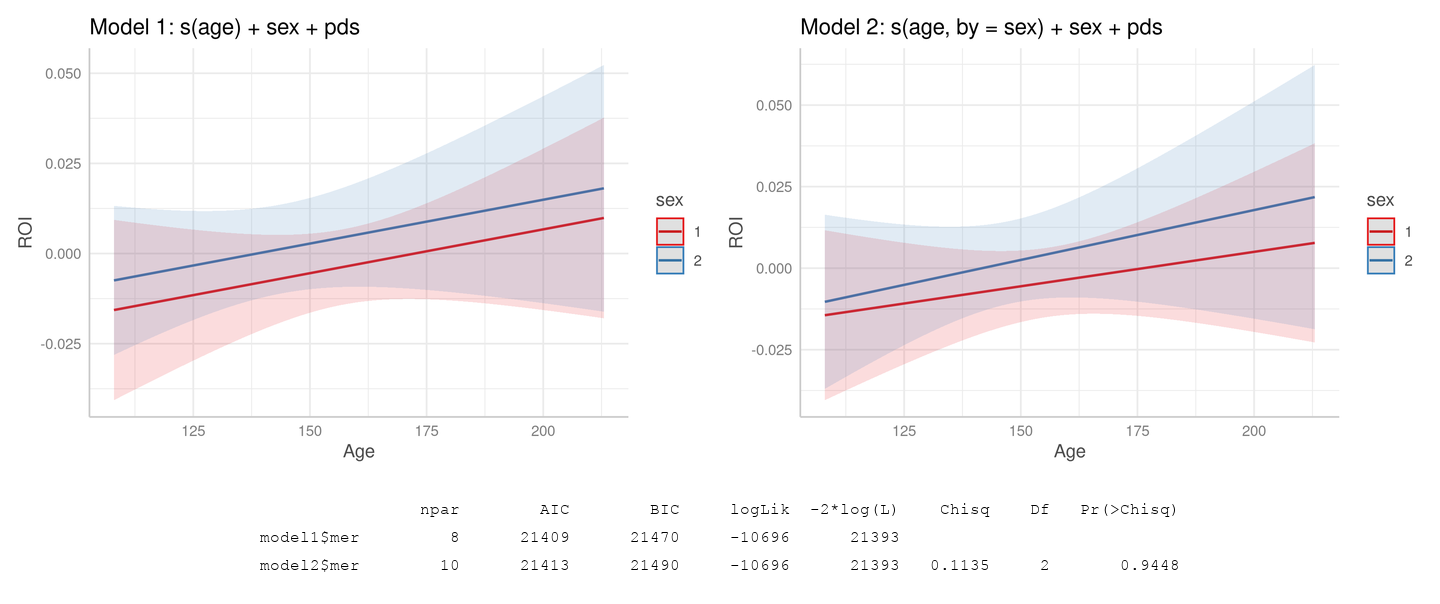 Model 1: s(age) + sex + pds
0.050
0.025
0.000
-0.025
ROI
125 150 175 200
Age
sex
1
2
Model 2: s(age, by = sex) + sex + pds
0.050
0.025
0.000
-0.025
ROI
125 150 175 200
Age
sex
1
2
npar AIC BIC logLik -2*log(L) Chisq Df Pr(>Chisq)
model1$mer 8 21409 21470 -10696 21393
model2$mer 10 21413 21490 -10696 21393 0.1135 2 0.9448